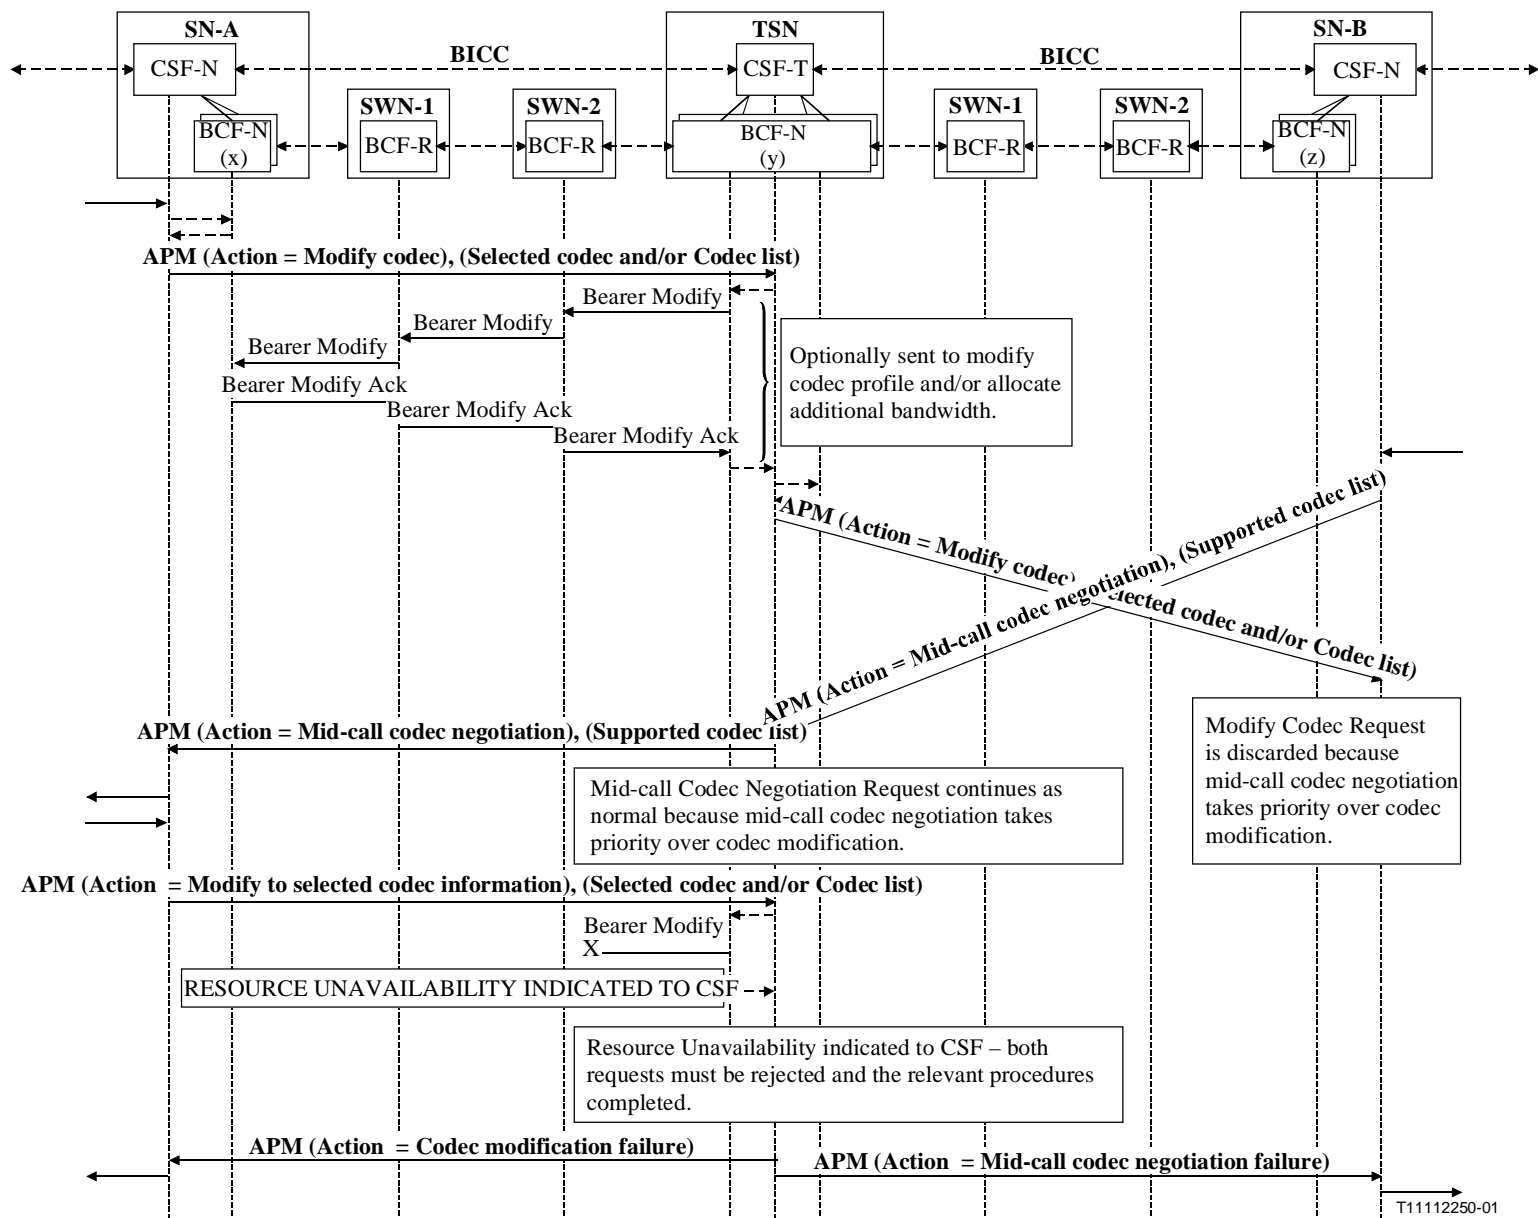 SN-A
TSN
SN-B
BICC
BICC
CSF-N
CSF-T
CSF-N
SWN-1
SWN-2
SWN-1
SWN-2
BCF-N
(x)
BCF-R
BCF-R
BCF-N
(y)
BCF-R
BCF-R
BCF-N
(z)
APM (Action = Modify codec), (Selected codec and/or Codec list)
Bearer Modify
Bearer Modify
Bearer Modify
Bearer Modify Ack
Bearer Modify Ack
Bearer Modify Ack
Optionally sent to modify
codec profile and/or allocate
additional bandwidth.
APM (Action = Modify codec) elected codec and/or Codec list)
APM (Action = Mid-call codec negotiation), (Supported codec list)
APM (Action = Mid-call codec negotiation), (Supported codec list)
Modify Codec Request
is discarded because
mid-call codec negotiation
takes priority over codec
modification.
Mid-call Codec Negotiation Request continues as
normal because mid-call codec negotiation takes
priority over codec modification.
APM (Action = Modify to selected codec information), (Selected codec and/or Codec list)
Bearer Modify
X
RESOURCE UNAVAILABILITY INDICATED TO CSF
Resource Unavailability indicated to CSF – both
requests must be rejected and the relevant procedures
completed.
APM (Action = Codec modification failure)
APM (Action = Mid-call codec negotiation failure)
T11112250-01